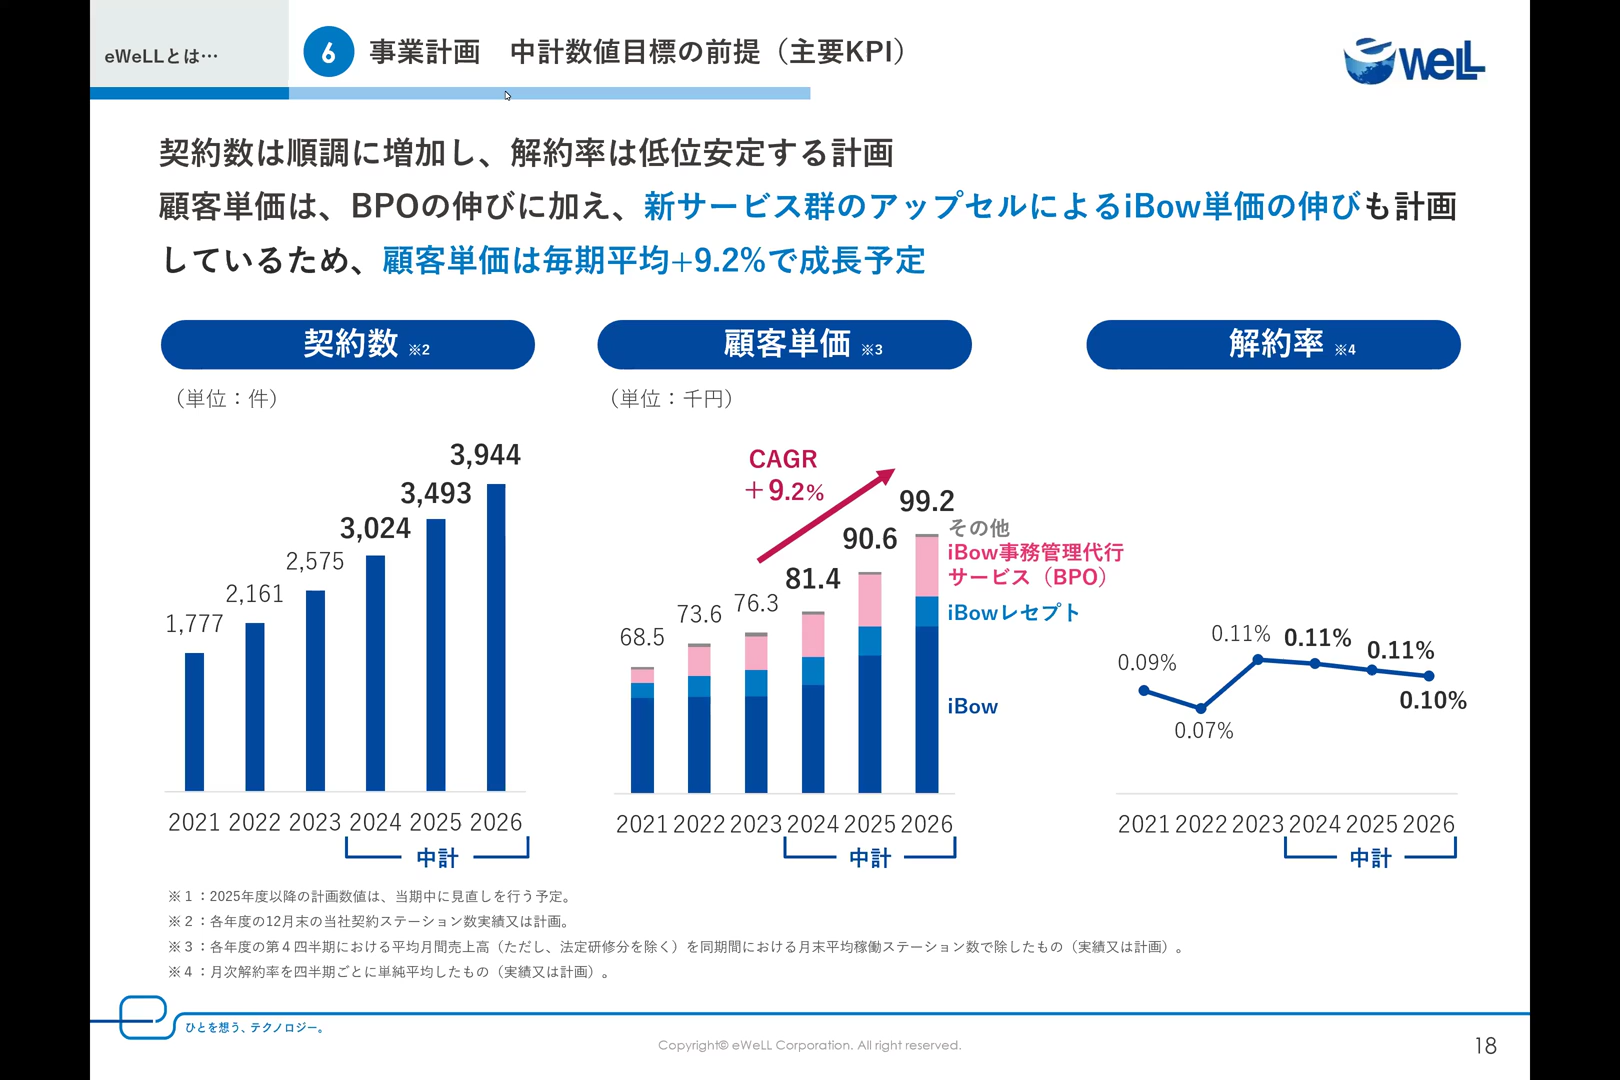 eWeLLとは…
6 事業計画　中計数値目標の前提（主要KPI）
eWeLL
契約数は順調に増加し、解約率は低位安定する計画
顧客単価は、BPOの伸びに加え、新サービス群のアップセルによるiBow単価の伸びも計画
しているため、顧客単価は毎期平均+9.2%で成長予定
契約数 ※2
（単位：件）
1,777
2,161
2,575
3,024
3,493
3,944
2021 2022 2023 2024 2025 2026
中計
顧客単価 ※3
（単位：千円）
CAGR
＋9.2%
68.5
73.6
76.3
81.4
90.6
99.2
その他
iBow事務管理代行
サービス（BPO）
iBowレセプト
iBow
2021 2022 2023 2024 2025 2026
中計
解約率 ※4
0.09%
0.07%
0.11%
0.11%
0.11%
0.10%
2021 2022 2023 2024 2025 2026
中計
※１：2025年度以降の計画数値は、当期中に見直しを行う予定。
※２：各年度の12月末の当社契約ステーション数実績又は計画。
※３：各年度の第４四半期における平均月間売上高（ただし、法定研修分を除く）を同期間における月末平均稼働ステーション数で除したもの（実績又は計画）。
※４：月次解約率を四半期ごとに単純平均したもの（実績又は計画）。
ひとを想う、テクノロジー。
Copyright© eWeLL Corporation. All right reserved.
18